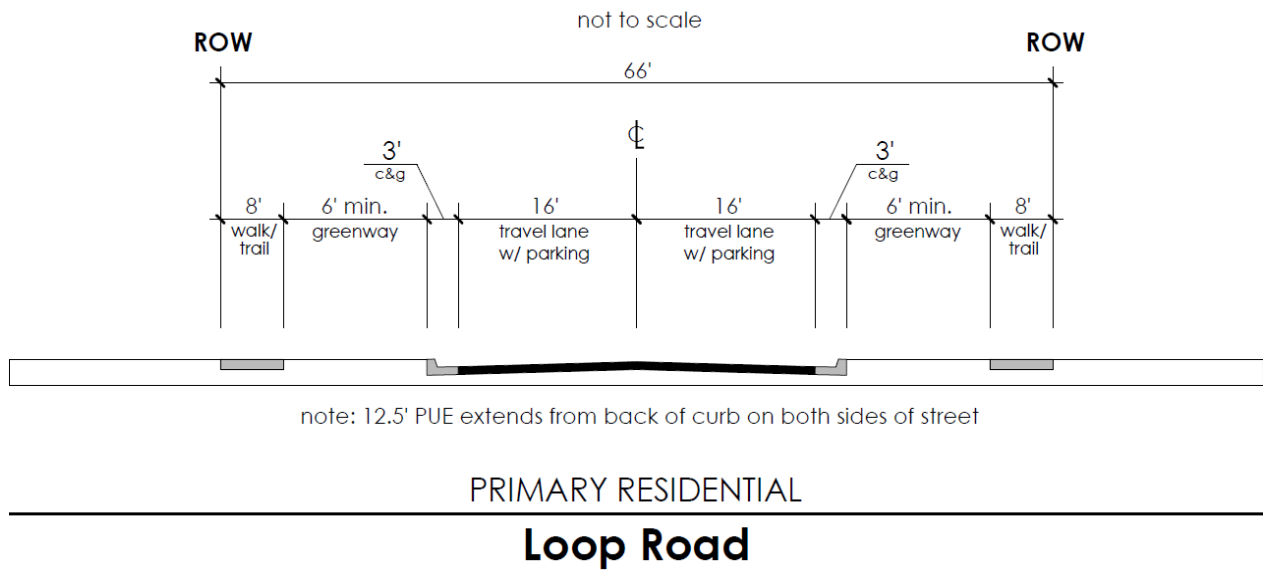 not to scale
ROW
ROW
66'
℄
3'
c&g
3'
c&g
8'
6' min.
16'
16'
6' min.
8'
walk/
trail
greenway
travel lane
w/ parking
travel lane
w/ parking
greenway
walk/
trail
note: 12.5' PUE extends from back of curb on both sides of street
PRIMARY RESIDENTIAL
Loop Road